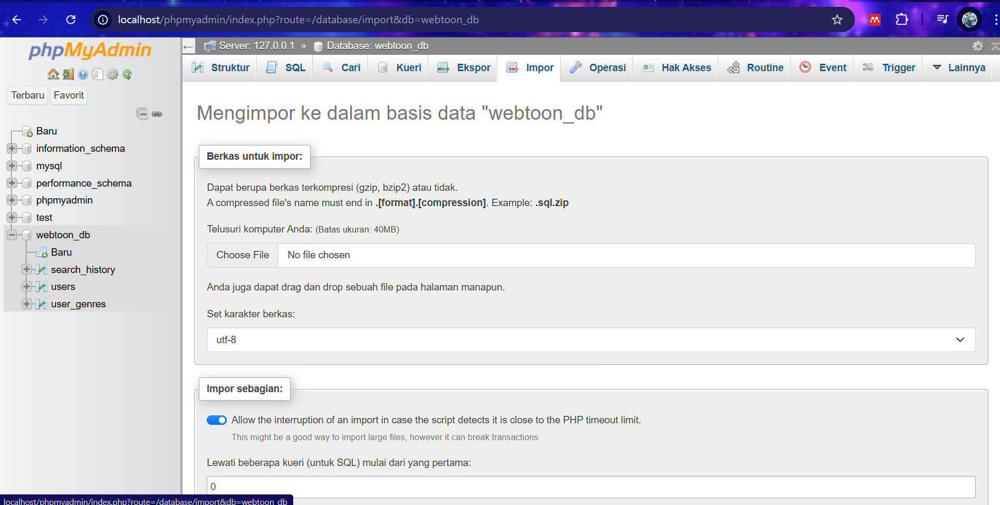 localhost/phpmyadmin/index.php?route=/database/import&db=webtoon_db
phpMyAdmin
Terbaru
Favorit
Baru
information_schema
mysql
performance_schema
phpmyadmin
test
webtoon_db
Baru
search_history
users
user_genres
Server: 127.0.0.1 » Database: webtoon_db
Struktur
SQL
Cari
Kueri
Ekspor
Impor
Operasi
Hak Akses
Routine
Event
Trigger
Lainnya
Mengimpor ke dalam basis data "webtoon_db"
Berkas untuk impor:
Dapat berupa berkas terkompresi (gzip, bzip2) atau tidak.
A compressed file's name must end in .[format].[compression]. Example: .sql.zip
Telusuri komputer Anda: (Batas ukuran: 40MB)
Choose File No file chosen
Anda juga dapat drag dan drop sebuah file pada halaman manapun.
Set karakter berkas:
utf-8
Impor sebagian:
Allow the interruption of an import in case the script detects it is close to the PHP timeout limit.
This might be a good way to import large files, however it can break transactions.
Lewati beberapa kueri (untuk SQL) mulai dari yang pertama:
0
localhost/phpmyadmin/index.php?route=/database/import&db=webtoon_db